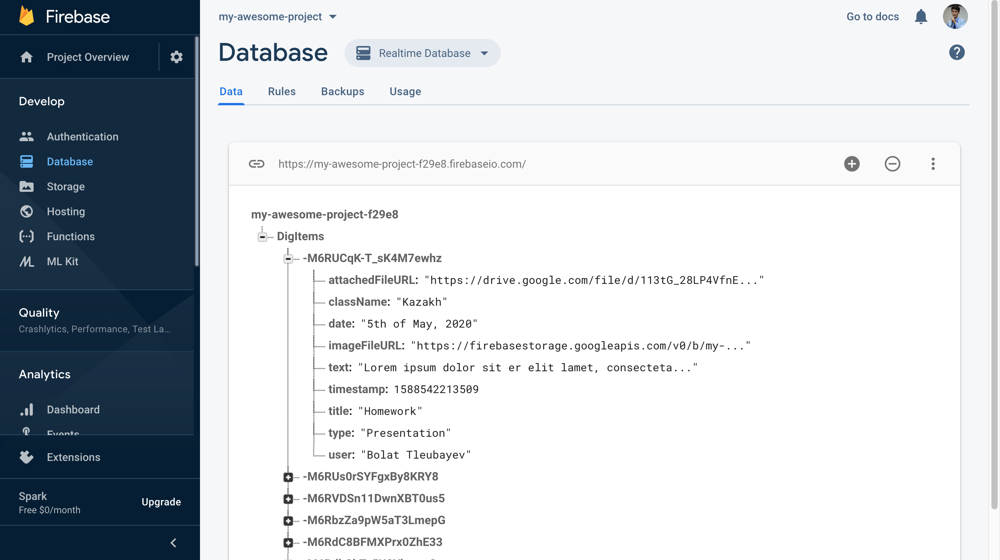 Firebase
Project Overview
Develop
Authentication
Database
Storage
Hosting
Functions
ML Kit
Quality
Crashlytics, Performance, Test La...
Analytics
Dashboard
Events
Extensions
Spark
Free $0/month
Upgrade
my-awesome-project
Go to docs
Database
Realtime Database
Data Rules Backups Usage
https://my-awesome-project-f29e8.firebaseio.com/
my-awesome-project-f29e8
DigItems
-M6RUCqK-T_sK4M7ewhz
attachedFileURL: "https://drive.google.com/file/d/113tG_28LP4VfnE..."
className: "Kazakh"
date: "5th of May, 2020"
imageFileURL: "https://firebasestorage.googleapis.com/v0/b/my-..."
text: "Lorem ipsum dolor sit er elit lamet, consecteta..."
timestamp: 1588542213509
title: "Homework"
type: "Presentation"
user: "Bolat Tleubayev"
-M6RUs0rSYFgxBy8KRY8
-M6RVDSn11DwnXBT0us5
-M6RbzZa9pW5aT3LmepG
-M6RdC8BFMXPrx0ZhE33